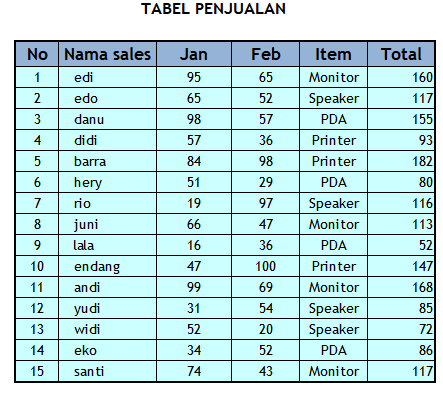 TABEL PENJUALAN
No Nama sales Jan Feb Item Total
1 edi 95 65 Monitor 160
2 edo 65 52 Speaker 117
3 danu 98 57 PDA 155
4 didi 57 36 Printer 93
5 barra 84 98 Printer 182
6 hery 51 29 PDA 80
7 rio 19 97 Speaker 116
8 juni 66 47 Monitor 113
9 lala 16 36 PDA 52
10 endang 47 100 Printer 147
11 andi 99 69 Monitor 168
12 yudi 31 54 Speaker 85
13 widi 52 20 Speaker 72
14 eko 34 52 PDA 86
15 santi 74 43 Monitor 117